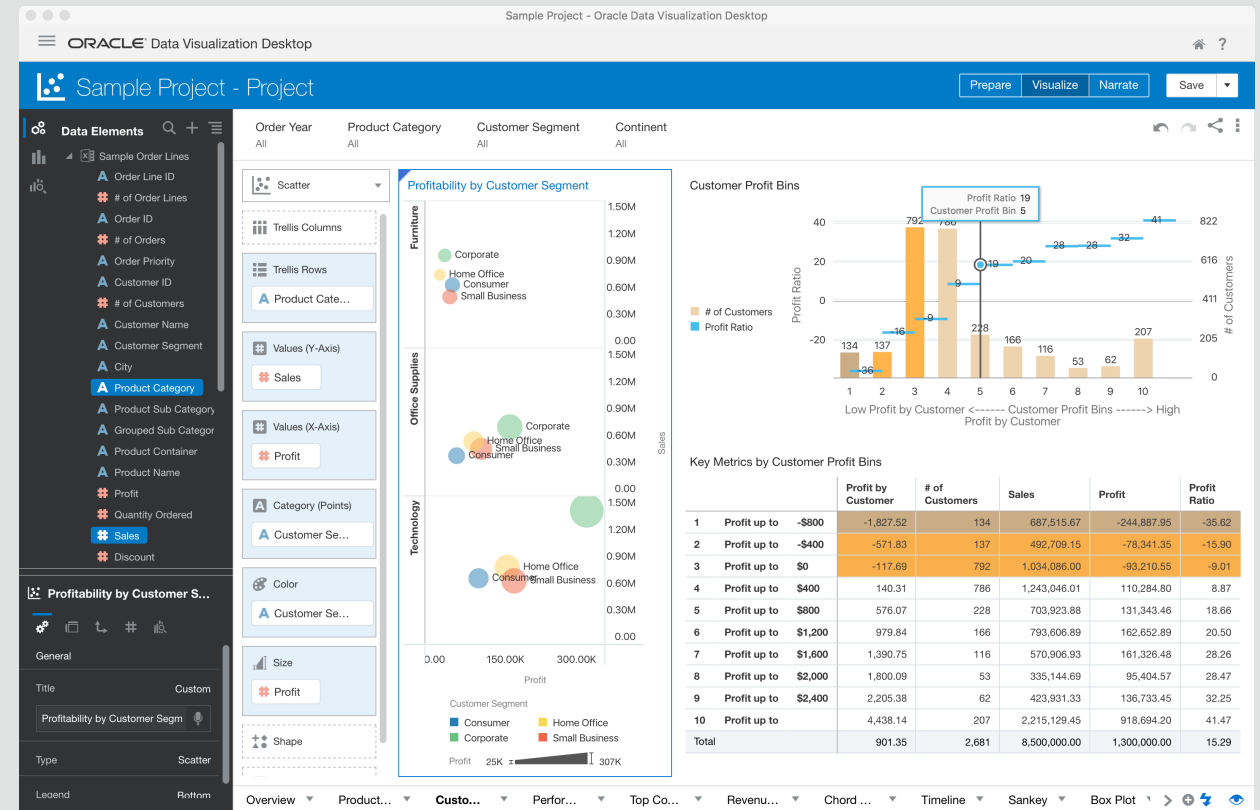 Sample Project - Oracle Data Visualization Desktop
ORACLE Data Visualization Desktop
?
Sample Project - Project
Prepare
Visualize
Narrate
Save
Data Elements
Sample Order Lines
A Order Line ID
# # of Order Lines
A Order ID
# # of Orders
A Order Priority
A Customer ID
# # of Customers
A Customer Name
A Customer Segment
A City
A Product Category
A Product Sub Category
A Grouped Sub Categor
A Product Container
A Product Name
# Profit
# Quantity Ordered
# Sales
# Discount
Profitability by Customer S...
General
Title Custom
Profitability by Customer Segm
Type Scatter
Legend Bottom
Order Year
All
Product Category
All
Customer Segment
All
Continent
All
Scatter
Trellis Columns
Trellis Rows
A Product Cate...
Values (Y-Axis)
# Sales
Values (X-Axis)
# Profit
Category (Points)
A Customer Se...
Color
A Customer Se...
Size
# Profit
Shape
Profitability by Customer Segment
Furniture
Corporate
Home Office
Consumer
Small Business
1.50M
1.20M
0.90M
0.60M
0.30M
0.00
Office Supplies
Corporate
Home Office
Small Business
Consumer
1.50M
1.20M
0.90M
0.60M
0.30M
0.00
Technology
Home Office
Consumer
Small Business
1.50M
1.20M
0.90M
0.60M
0.30M
0.00
Sales
0.00 150.00K 300.00K
Profit
Customer Segment
Consumer Home Office
Corporate Small Business
Profit 25K 307K
Customer Profit Bins
Profit Ratio 19
Customer Profit Bin 5
# of Customers
Profit Ratio
Profit Ratio
40
20
0
-20
134 137 792 786 228 166 116 53 62 207
-36 -16 -9 9 19 20 28 28 32 41
822
616
411
205
0
# of Customers
1 2 3 4 5 6 7 8 9 10
Low Profit by Customer <------ Customer Profit Bins ------> High
Profit by Customer
Key Metrics by Customer Profit Bins
Profit by Customer # of Customers Sales Profit Profit Ratio
1 Profit up to -$800 -1,827.52 134 687,515.67 -244,887.95 -35.62
2 Profit up to -$400 -571.83 137 492,709.15 -78,341.35 -15.90
3 Profit up to $0 -117.69 792 1,034,086.00 -93,210.55 -9.01
4 Profit up to $400 140.31 786 1,243,046.01 110,284.80 8.87
5 Profit up to $800 576.07 228 703,923.88 131,343.46 18.66
6 Profit up to $1,200 979.84 166 793,606.89 162,652.89 20.50
7 Profit up to $1,600 1,390.75 116 570,906.93 161,326.48 28.26
8 Profit up to $2,000 1,800.09 53 335,144.69 95,404.57 28.47
9 Profit up to $2,400 2,205.38 62 423,931.33 136,733.45 32.25
10 Profit up to 4,438.14 207 2,215,129.45 918,694.20 41.47
Total 901.35 2,681 8,500,000.00 1,300,000.00 15.29
Overview
Product...
Custo...
Perfor...
Top Co...
Revenu...
Chord ...
Timeline
Sankey
Box Plot